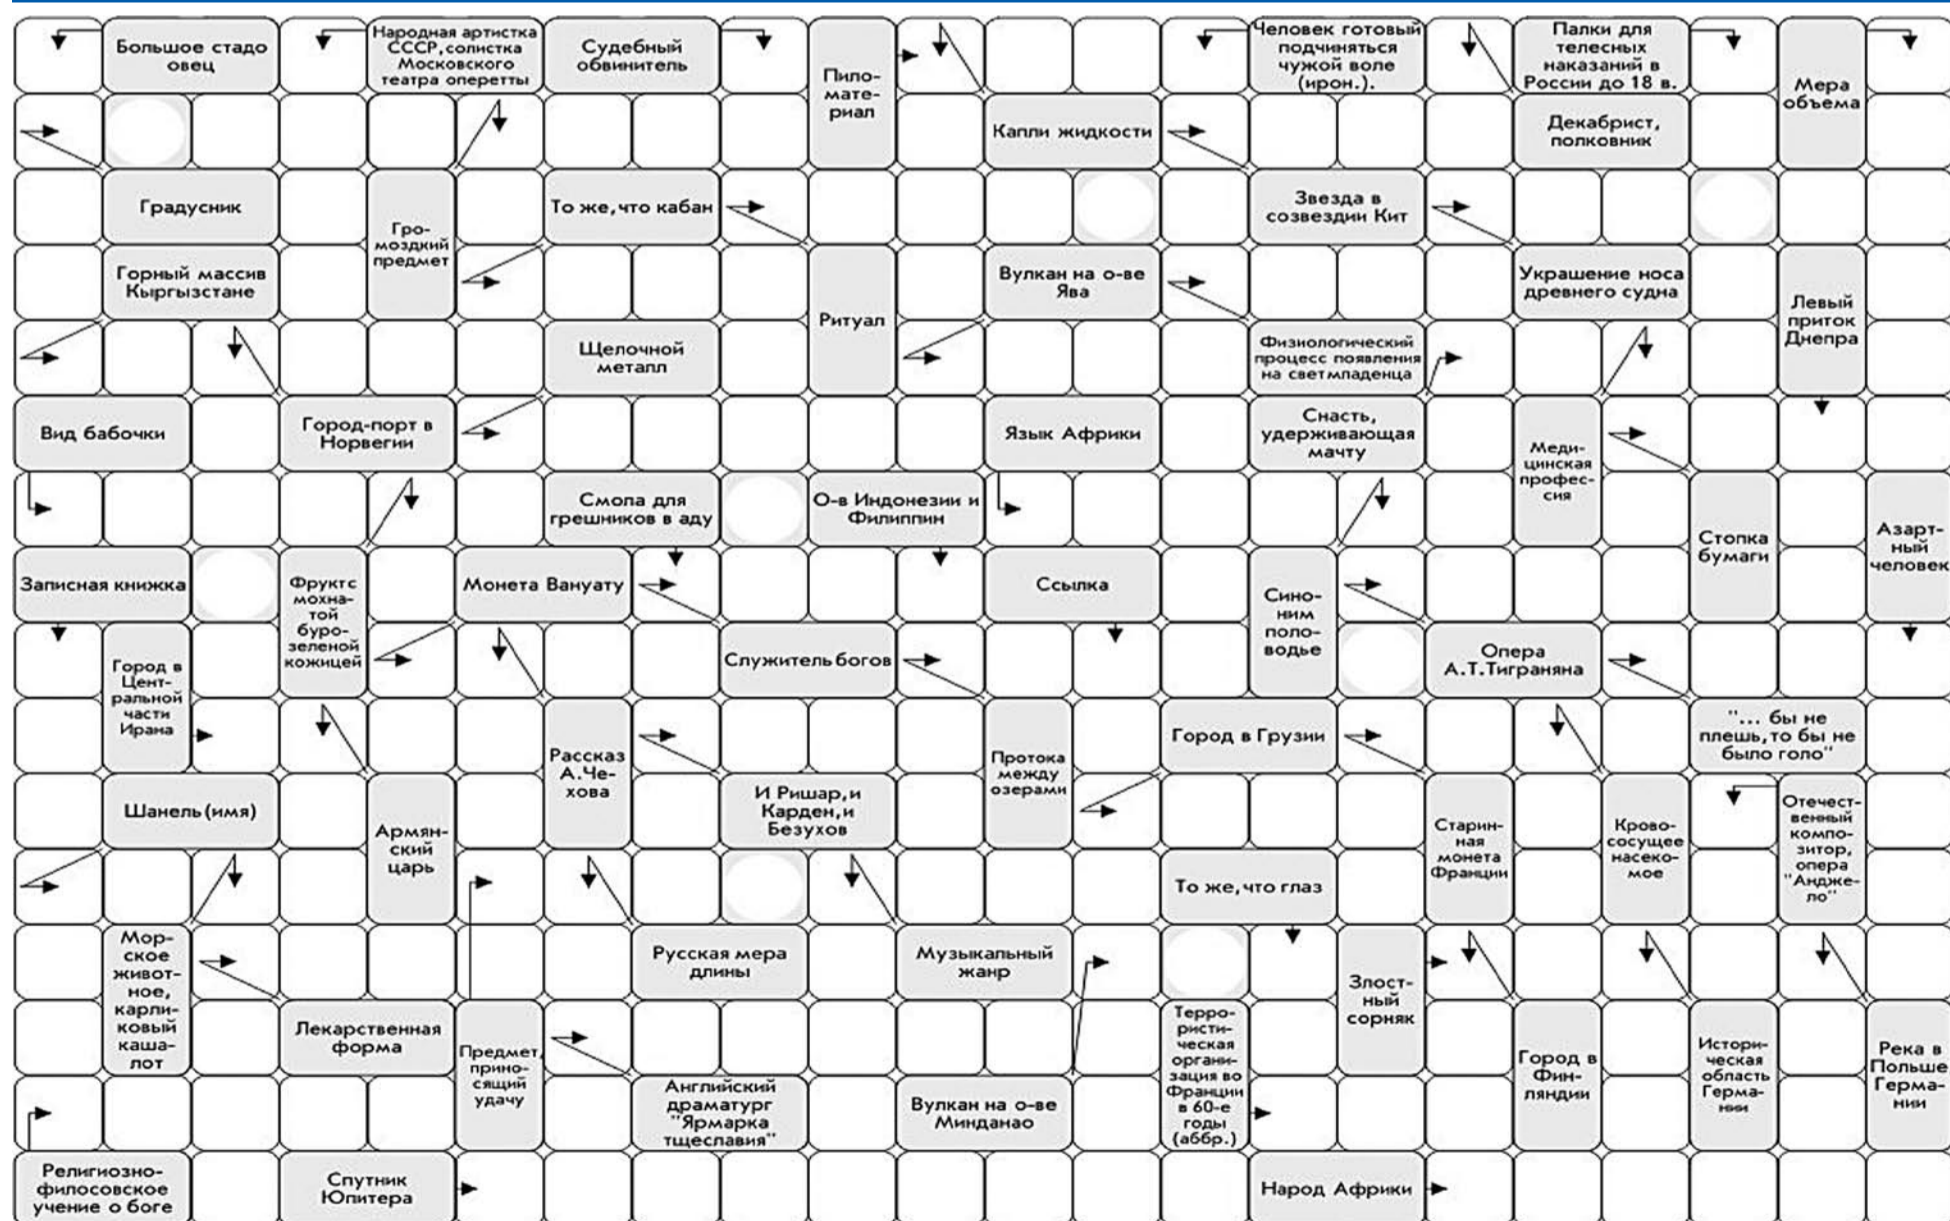 Большое стадо
овец
Народная артистка
СССР, солистка
Московского
театра оперетты
Судебный
обвинитель
Пило-
мате-
риал
Человек готовый
подчиняться
чужой воле
(ирон.).
Палки для
телесных
наказаний в
России до 18 в.
Мера
объема
Капли жидкости
Декабрист,
полковник
Градусник
Гро-
моздкий
предмет
То же, что кабан
Звезда в
созвездии Кит
Горный массив
Кыргызстане
Ритуал
Вулкан на о-ве
Ява
Украшение носа
древнего судна
Левый
приток
Днепра
Щелочной
металл
Физиологический
процесс появления
на свет младенца
Вид бабочки
Город-порт в
Норвегии
Язык Африки
Снасть,
удерживающая
мачту
Меди-
цинская
профес-
сия
Смола для
грешников в аду
О-в Индонезии и
Филиппин
Стопка
бумаги
Азарт-
ный
человек
Записная книжка
Фрукт с
мохна-
той
буро-
зеленой
кожицей
Монета Вануату
Ссылка
Сино-
ним
поло-
водье
Город в
Цент-
ральной
части
Ирана
Служитель богов
Опера
А.Т.Тиграняна
Рассказ
А.Че-
хова
Протока
между
озерами
Город в Грузии
"... бы не
плешь, то бы не
было голо"
Шанель (имя)
Армян-
ский
царь
И Ришар, и
Карден, и
Безухов
Старин-
ная
монета
Франции
Крово-
сосущее
насеко-
мое
Отечест-
венный
компо-
зитор,
опера
"Андже-
ло"
То же, что глаз
Мор-
ское
живот-
ное,
карли-
ковый
каша-
лот
Русская мера
длины
Музыкальный
жанр
Злост-
ный
сорняк
Лекарственная
форма
Предмет,
прино-
сящий
удачу
Терро-
ристи-
ческая
органи-
зация во
Франции
в 60-е
годы
(аббр.)
Город в
Фин-
ляндии
Истори-
ческая
область
Герма-
нии
Река в
Польше
Герма-
нии
Английский
драматург
"Ярмарка
тщеславия"
Вулкан на о-ве
Минданао
Религиозно-
филосовское
учение о боге
Спутник
Юпитера
Народ Африки